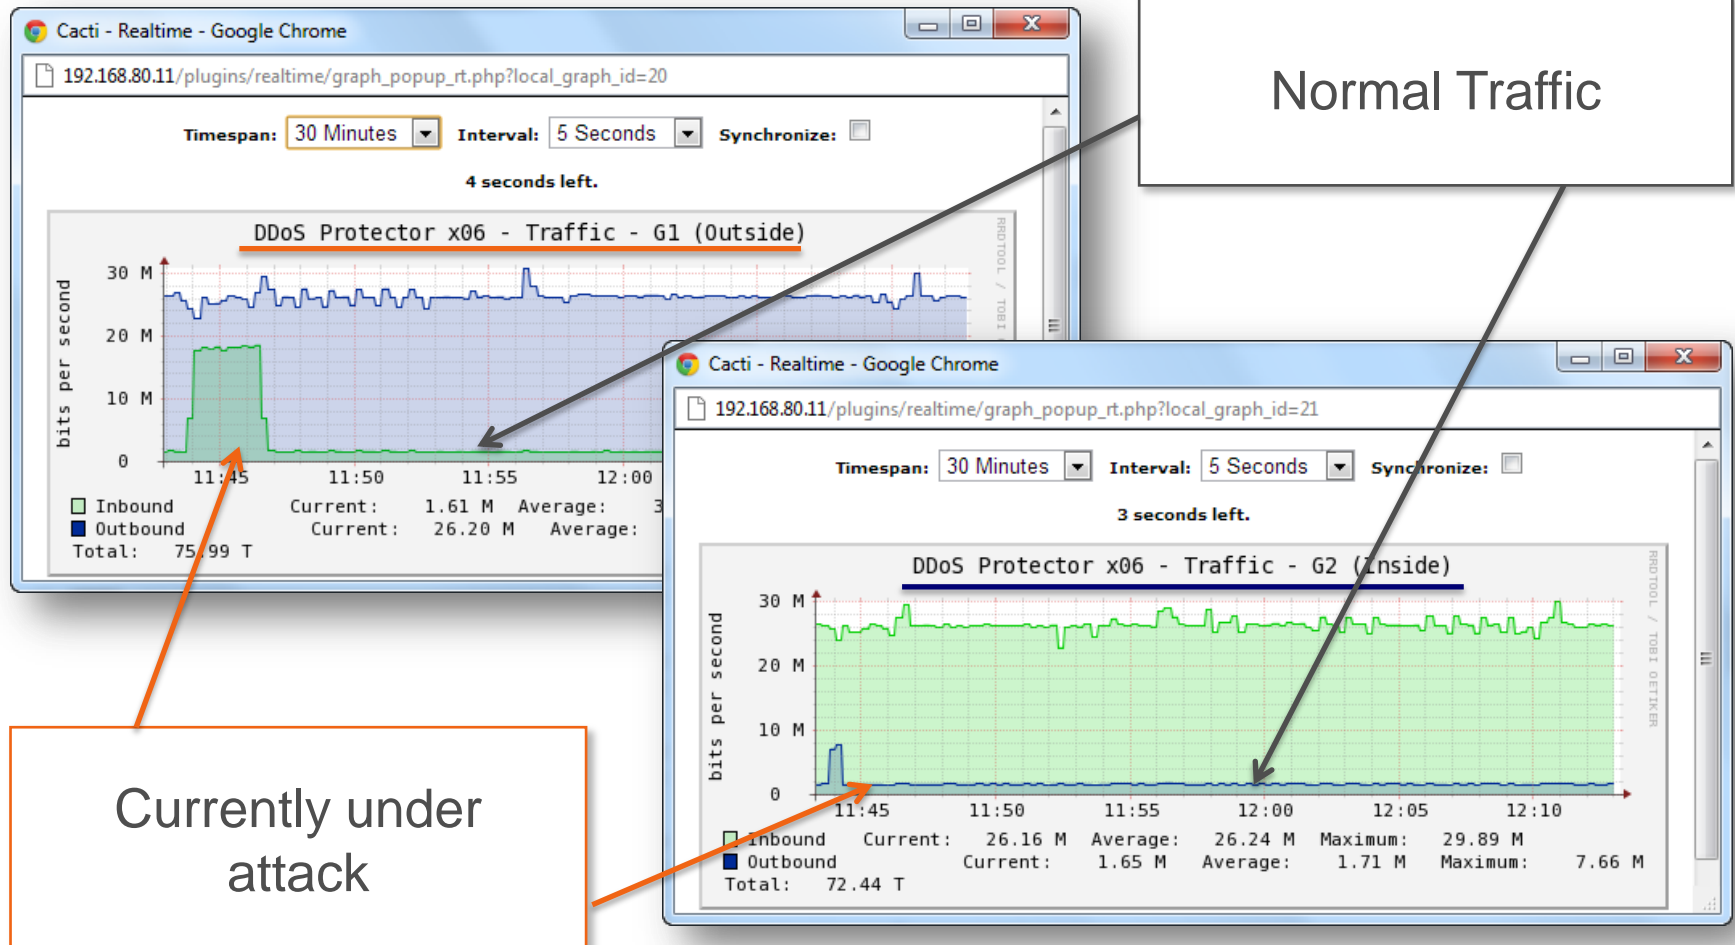 Cacti - Realtime - Google Chrome
192.168.80.11/plugins/realtime/graph_popup_rt.php?local_graph_id=20
Timespan: 30 Minutes Interval: 5 Seconds Synchronize:
4 seconds left.
DDoS Protector x06 - Traffic - G1 (Outside)
RRDTOOL / TOBI
bits per second
30 M
20 M
10 M
0
11:45 11:50 11:55 12:00
Inbound Current: 1.61 M Average: 3
Outbound Current: 26.20 M Average:
Total: 75.99 T
Normal Traffic
Cacti - Realtime - Google Chrome
192.168.80.11/plugins/realtime/graph_popup_rt.php?local_graph_id=21
Timespan: 30 Minutes Interval: 5 Seconds Synchronize:
3 seconds left.
DDoS Protector x06 - Traffic - G2 (Inside)
RRDTOOL / TOBI OETIKER
bits per second
30 M
20 M
10 M
0
11:45 11:50 11:55 12:00 12:05 12:10
Inbound Current: 26.16 M Average: 26.24 M Maximum: 29.89 M
Outbound Current: 1.65 M Average: 1.71 M Maximum: 7.66 M
Total: 72.44 T
Currently under
attack